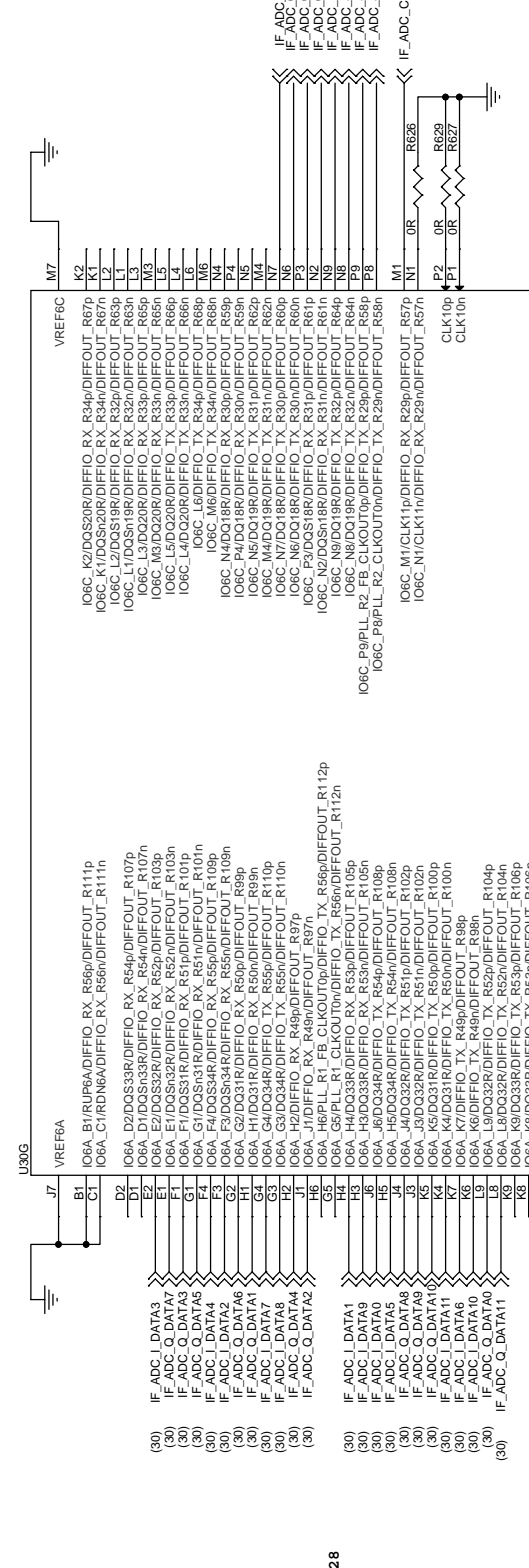 U30G
J7 VREF6A
B1 IO6A_B1/RUP6A/DIFFIO_RX_R56p/DIFFOUT_R111p
C1 IO6A_C1/RDN6A/DIFFIO_RX_R56n/DIFFOUT_R111n
D2 IO6A_D2/DQS33R/DIFFIO_RX_R54p/DIFFOUT_R107p
D1 IO6A_D1/DQSn33R/DIFFIO_RX_R54n/DIFFOUT_R107n
(30) IF_ADC_I_DATA3 E2 IO6A_E2/DQS32R/DIFFIO_RX_R52p/DIFFOUT_R103p
(30) IF_ADC_Q_DATA7 E1 IO6A_E1/DQSn32R/DIFFIO_RX_R52n/DIFFOUT_R103n
(30) IF_ADC_Q_DATA3 F1 IO6A_F1/DQS31R/DIFFIO_RX_R51p/DIFFOUT_R101p
(30) IF_ADC_Q_DATA5 G1 IO6A_G1/DQSn31R/DIFFIO_RX_R51n/DIFFOUT_R101n
(30) IF_ADC_I_DATA4 F4 IO6A_F4/DQS34R/DIFFIO_RX_R55p/DIFFOUT_R109p
(30) IF_ADC_I_DATA2 F3 IO6A_F3/DQSn34R/DIFFIO_RX_R55n/DIFFOUT_R109n
(30) IF_ADC_Q_DATA6 G2 IO6A_G2/DQ31R/DIFFIO_RX_R50p/DIFFOUT_R99p
(30) IF_ADC_Q_DATA1 H1 IO6A_H1/DQ31R/DIFFIO_RX_R50n/DIFFOUT_R99n
(30) IF_ADC_I_DATA7 G4 IO6A_G4/DQ34R/DIFFIO_TX_R55p/DIFFOUT_R110p
(30) IF_ADC_I_DATA8 G3 IO6A_G3/DQ34R/DIFFIO_TX_R55n/DIFFOUT_R110n
(30) IF_ADC_Q_DATA4 H2 IO6A_H2/DIFFIO_RX_R49p/DIFFOUT_R97p
(30) IF_ADC_Q_DATA2 J1 IO6A_J1/DIFFIO_RX_R49n/DIFFOUT_R97n
H6 IO6A_H6/PLL_R1_FB_CLKOUT0p/DIFFIO_TX_R56p/DIFFOUT_R112p
G5 IO6A_G5/PLL_R1_CLKOUT0n/DIFFIO_TX_R56n/DIFFOUT_R112n
(30) IF_ADC_I_DATA1 H4 IO6A_H4/DQ33R/DIFFIO_RX_R53p/DIFFOUT_R105p
(30) IF_ADC_I_DATA9 H3 IO6A_H3/DQ33R/DIFFIO_RX_R53n/DIFFOUT_R105n
(30) IF_ADC_I_DATA0 J6 IO6A_J6/DQ34R/DIFFIO_TX_R54p/DIFFOUT_R108p
(30) IF_ADC_I_DATA5 H5 IO6A_H5/DQ34R/DIFFIO_TX_R54n/DIFFOUT_R108n
(30) IF_ADC_Q_DATA8 J4 IO6A_J4/DQ32R/DIFFIO_TX_R51p/DIFFOUT_R102p
(30) IF_ADC_Q_DATA9 J3 IO6A_J3/DQ32R/DIFFIO_TX_R51n/DIFFOUT_R102n
(30) IF_ADC_Q_DATA10 K5 IO6A_K5/DQ31R/DIFFIO_TX_R50p/DIFFOUT_R100p
(30) IF_ADC_I_DATA11 K4 IO6A_K4/DQ31R/DIFFIO_TX_R50n/DIFFOUT_R100n
(30) IF_ADC_I_DATA6 K7 IO6A_K7/DIFFIO_TX_R49p/DIFFOUT_R98p
(30) IF_ADC_I_DATA10 K6 IO6A_K6/DIFFIO_TX_R49n/DIFFOUT_R98n
(30) IF_ADC_Q_DATA0 L9 IO6A_L9/DQ32R/DIFFIO_TX_R52p/DIFFOUT_R104p
(30) IF_ADC_Q_DATA11 L8 IO6A_L8/DQ32R/DIFFIO_TX_R52n/DIFFOUT_R104n
K9 IO6A_K9/DQ33R/DIFFIO_TX_R53p/DIFFOUT_R106p
K8
VREF6C M7
IO6C_K2/DQS20R/DIFFIO_RX_R34p/DIFFOUT_R67p K2
IO6C_K1/DQSn20R/DIFFIO_RX_R34n/DIFFOUT_R67n K1
IO6C_L2/DQS19R/DIFFIO_RX_R32p/DIFFOUT_R63p L2
IO6C_L1/DQSn19R/DIFFIO_RX_R32n/DIFFOUT_R63n L1
IO6C_L3/DQ20R/DIFFIO_RX_R33p/DIFFOUT_R65p L3
IO6C_M3/DQ20R/DIFFIO_RX_R33n/DIFFOUT_R65n M3
IO6C_L5/DQ20R/DIFFIO_TX_R33p/DIFFOUT_R66p L5
IO6C_L4/DQ20R/DIFFIO_TX_R33n/DIFFOUT_R66n L4
IO6C_L6/DIFFIO_TX_R34p/DIFFOUT_R68p L6
IO6C_M6/DIFFIO_TX_R34n/DIFFOUT_R68n M6
IO6C_N4/DQ18R/DIFFIO_RX_R30p/DIFFOUT_R59p N4
IO6C_P4/DQ18R/DIFFIO_RX_R30n/DIFFOUT_R59n P4
IO6C_N5/DQ19R/DIFFIO_TX_R31p/DIFFOUT_R62p N5
IO6C_M4/DQ19R/DIFFIO_TX_R31n/DIFFOUT_R62n M4
IO6C_N7/DQ18R/DIFFIO_TX_R30p/DIFFOUT_R60p N7
IO6C_N6/DQ18R/DIFFIO_TX_R30n/DIFFOUT_R60n N6
IO6C_P3/DQS18R/DIFFIO_RX_R31p/DIFFOUT_R61p P3
IO6C_N2/DQSn18R/DIFFIO_RX_R31n/DIFFOUT_R61n N2
IO6C_N9/DQ19R/DIFFIO_TX_R32p/DIFFOUT_R64p N9
IO6C_N8/DQ19R/DIFFIO_TX_R32n/DIFFOUT_R64n N8
IO6C_P9/PLL_R2_FB_CLKOUT0p/DIFFIO_TX_R29p/DIFFOUT_R58p P9
IO6C_P8/PLL_R2_CLKOUT0n/DIFFIO_TX_R29n/DIFFOUT_R58n P8
IO6C_M1/CLK11p/DIFFIO_RX_R29p/DIFFOUT_R57p M1 IF_ADC_C
IO6C_N1/CLK11n/DIFFIO_RX_R29n/DIFFOUT_R57n N1 0R R626
CLK10p P2 0R R629
CLK10n P1 0R R627
28